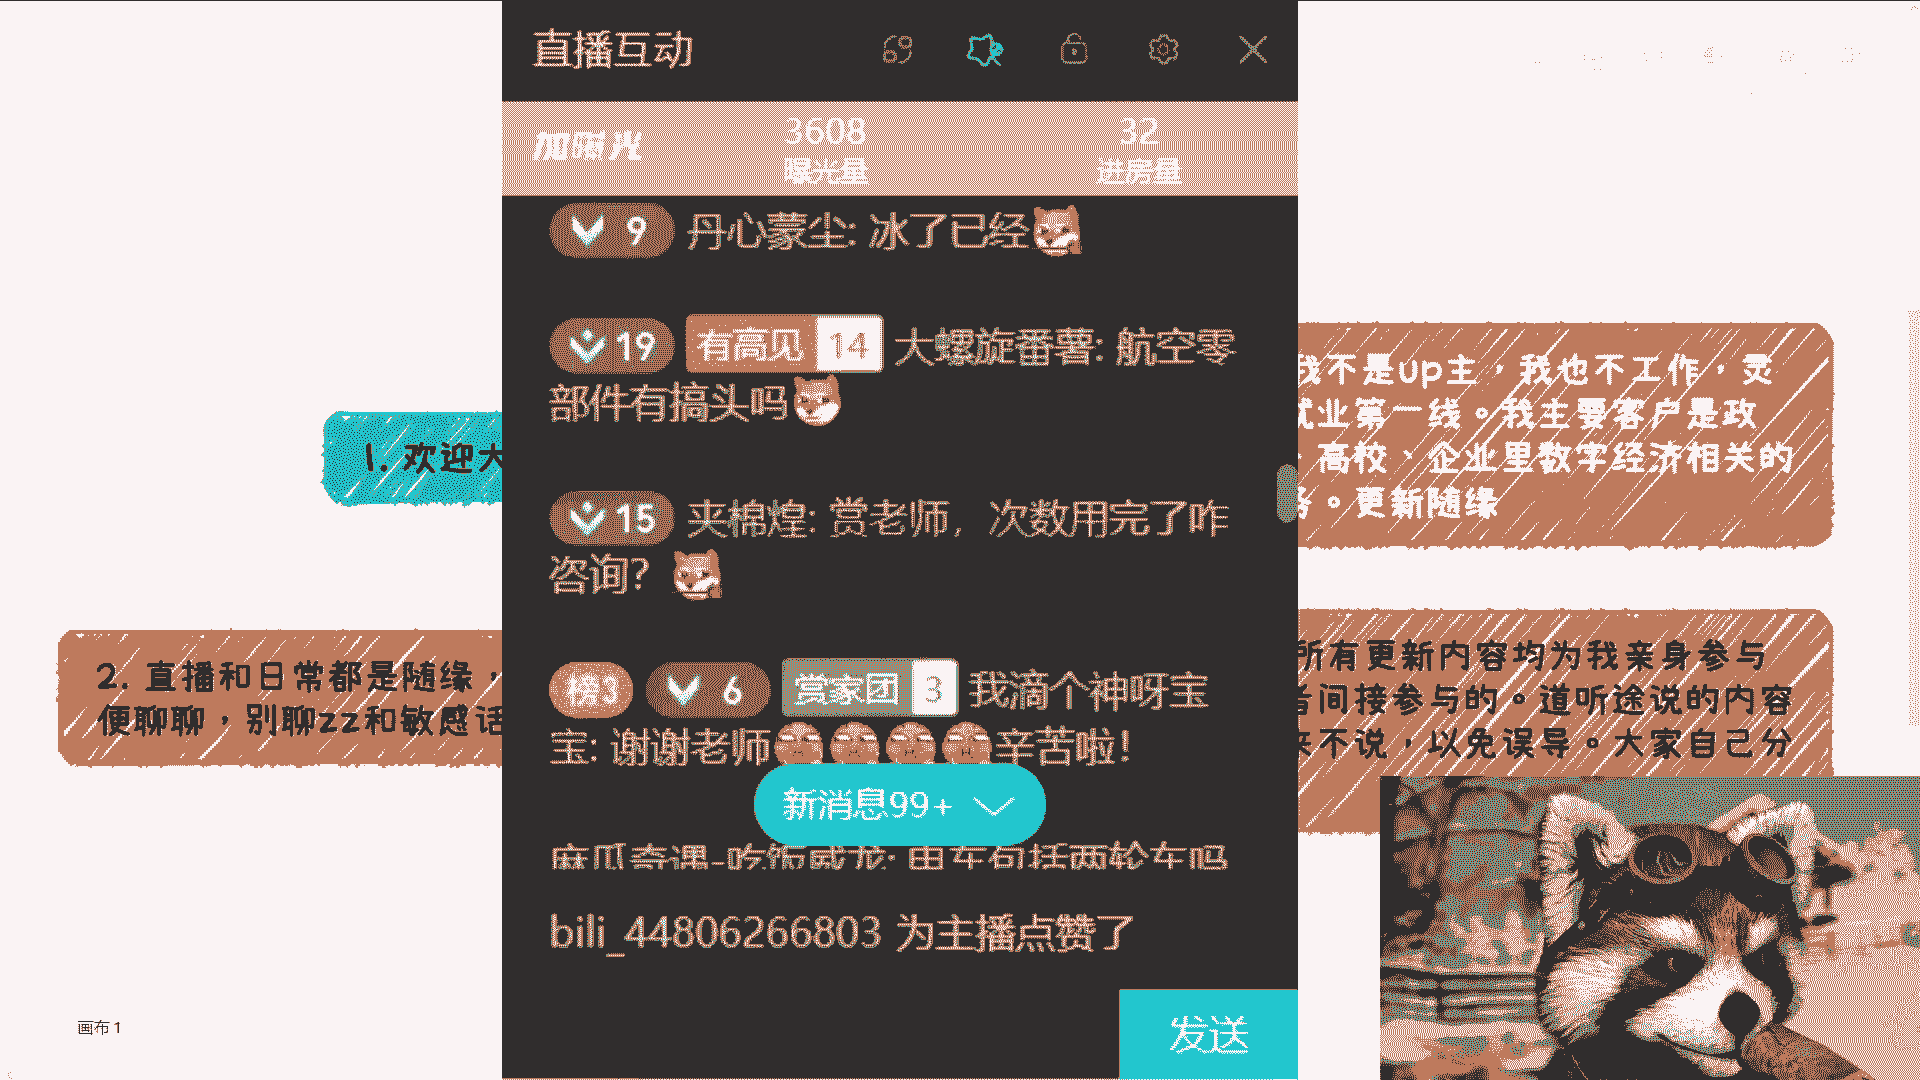 直播互动
加曝光
3608
曝光量
32
进房量
9 丹心蒙尘: 冰了已经
19 有高见 14 大螺旋番薯: 航空零
部件有搞头吗
15 夹棉煌: 赏老师, 次数用完了咋
咨询?
榜3 6 赏家团 3 我滴个神呀宝
宝: 谢谢老师辛苦啦!
新消息99+
麻瓜奇遇-吃饭威龙: 电车包括两轮车吗
bili_44806266803 为主播点赞了
发送
1. 欢迎大
2. 直播和日常都是随缘，
便聊聊，别聊zz和敏感话
我不是up主，我也不工作，灵
就业第一线。我主要客户是政
、高校、企业里数字经济相关的
务。更新随缘
所有更新内容均为我亲身参与
者间接参与的。道听途说的内容
来不说，以免误导。大家自己分
画布 1